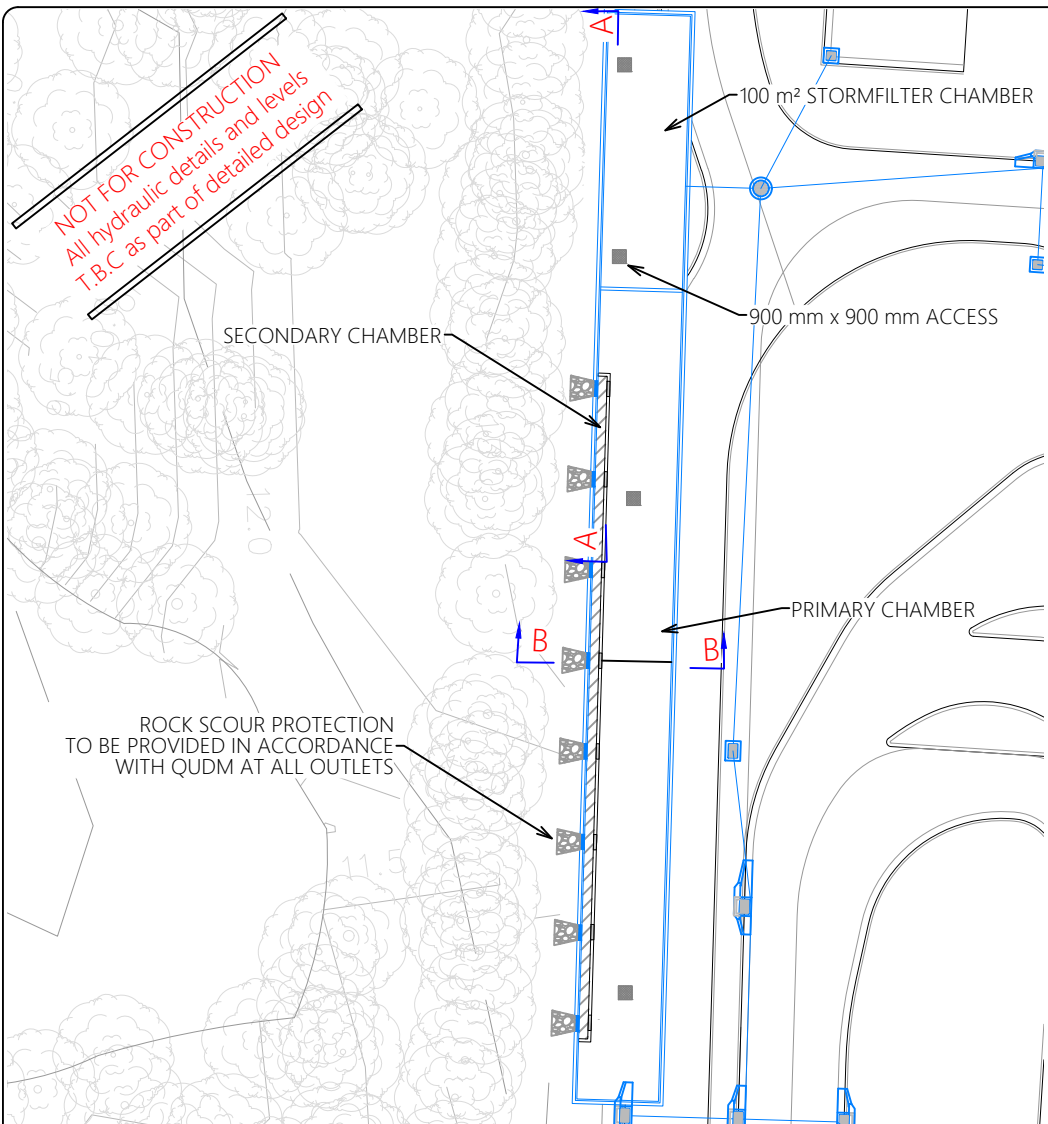 NOT FOR CONSTRUCTION
All hydraulic details and levels
T.B.C as part of detailed design
A
100 m² STORMFILTER CHAMBER
900 mm x 900 mm ACCESS
SECONDARY CHAMBER
A
PRIMARY CHAMBER
B
B
ROCK SCOUR PROTECTION
TO BE PROVIDED IN ACCORDANCE
WITH QUDM AT ALL OUTLETS
11.5